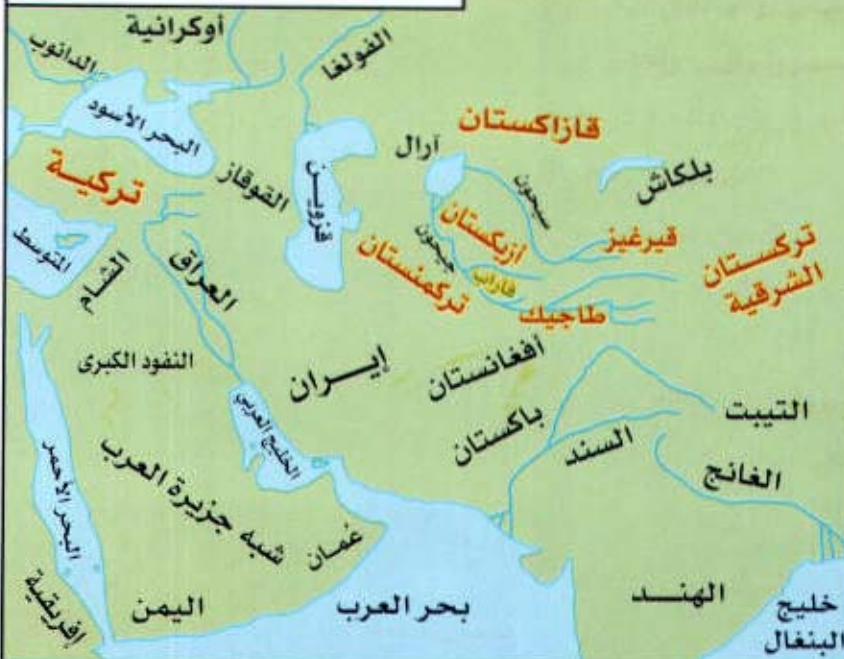 أوكرانية
الفولغا
الدانوب
البحر الأسود
قازاكستان
آرال
بلكاش
القوقاز
قزوين
سيحون
تركية
أزبكستان
قيرغيز
تركستان
الشرقية
المتوسط
الشام
العراق
جيحون
تركمنستان
فاراب
طاجيك
النفود الكبرى
إيران
أفغانستان
التيبت
الخليج العربي
باكستان
السند
الغانج
البحر الأحمر
شبه جزيرة العرب
عُمان
إفريقية
اليمن
بحر العرب
الهند
خليج
البنغال